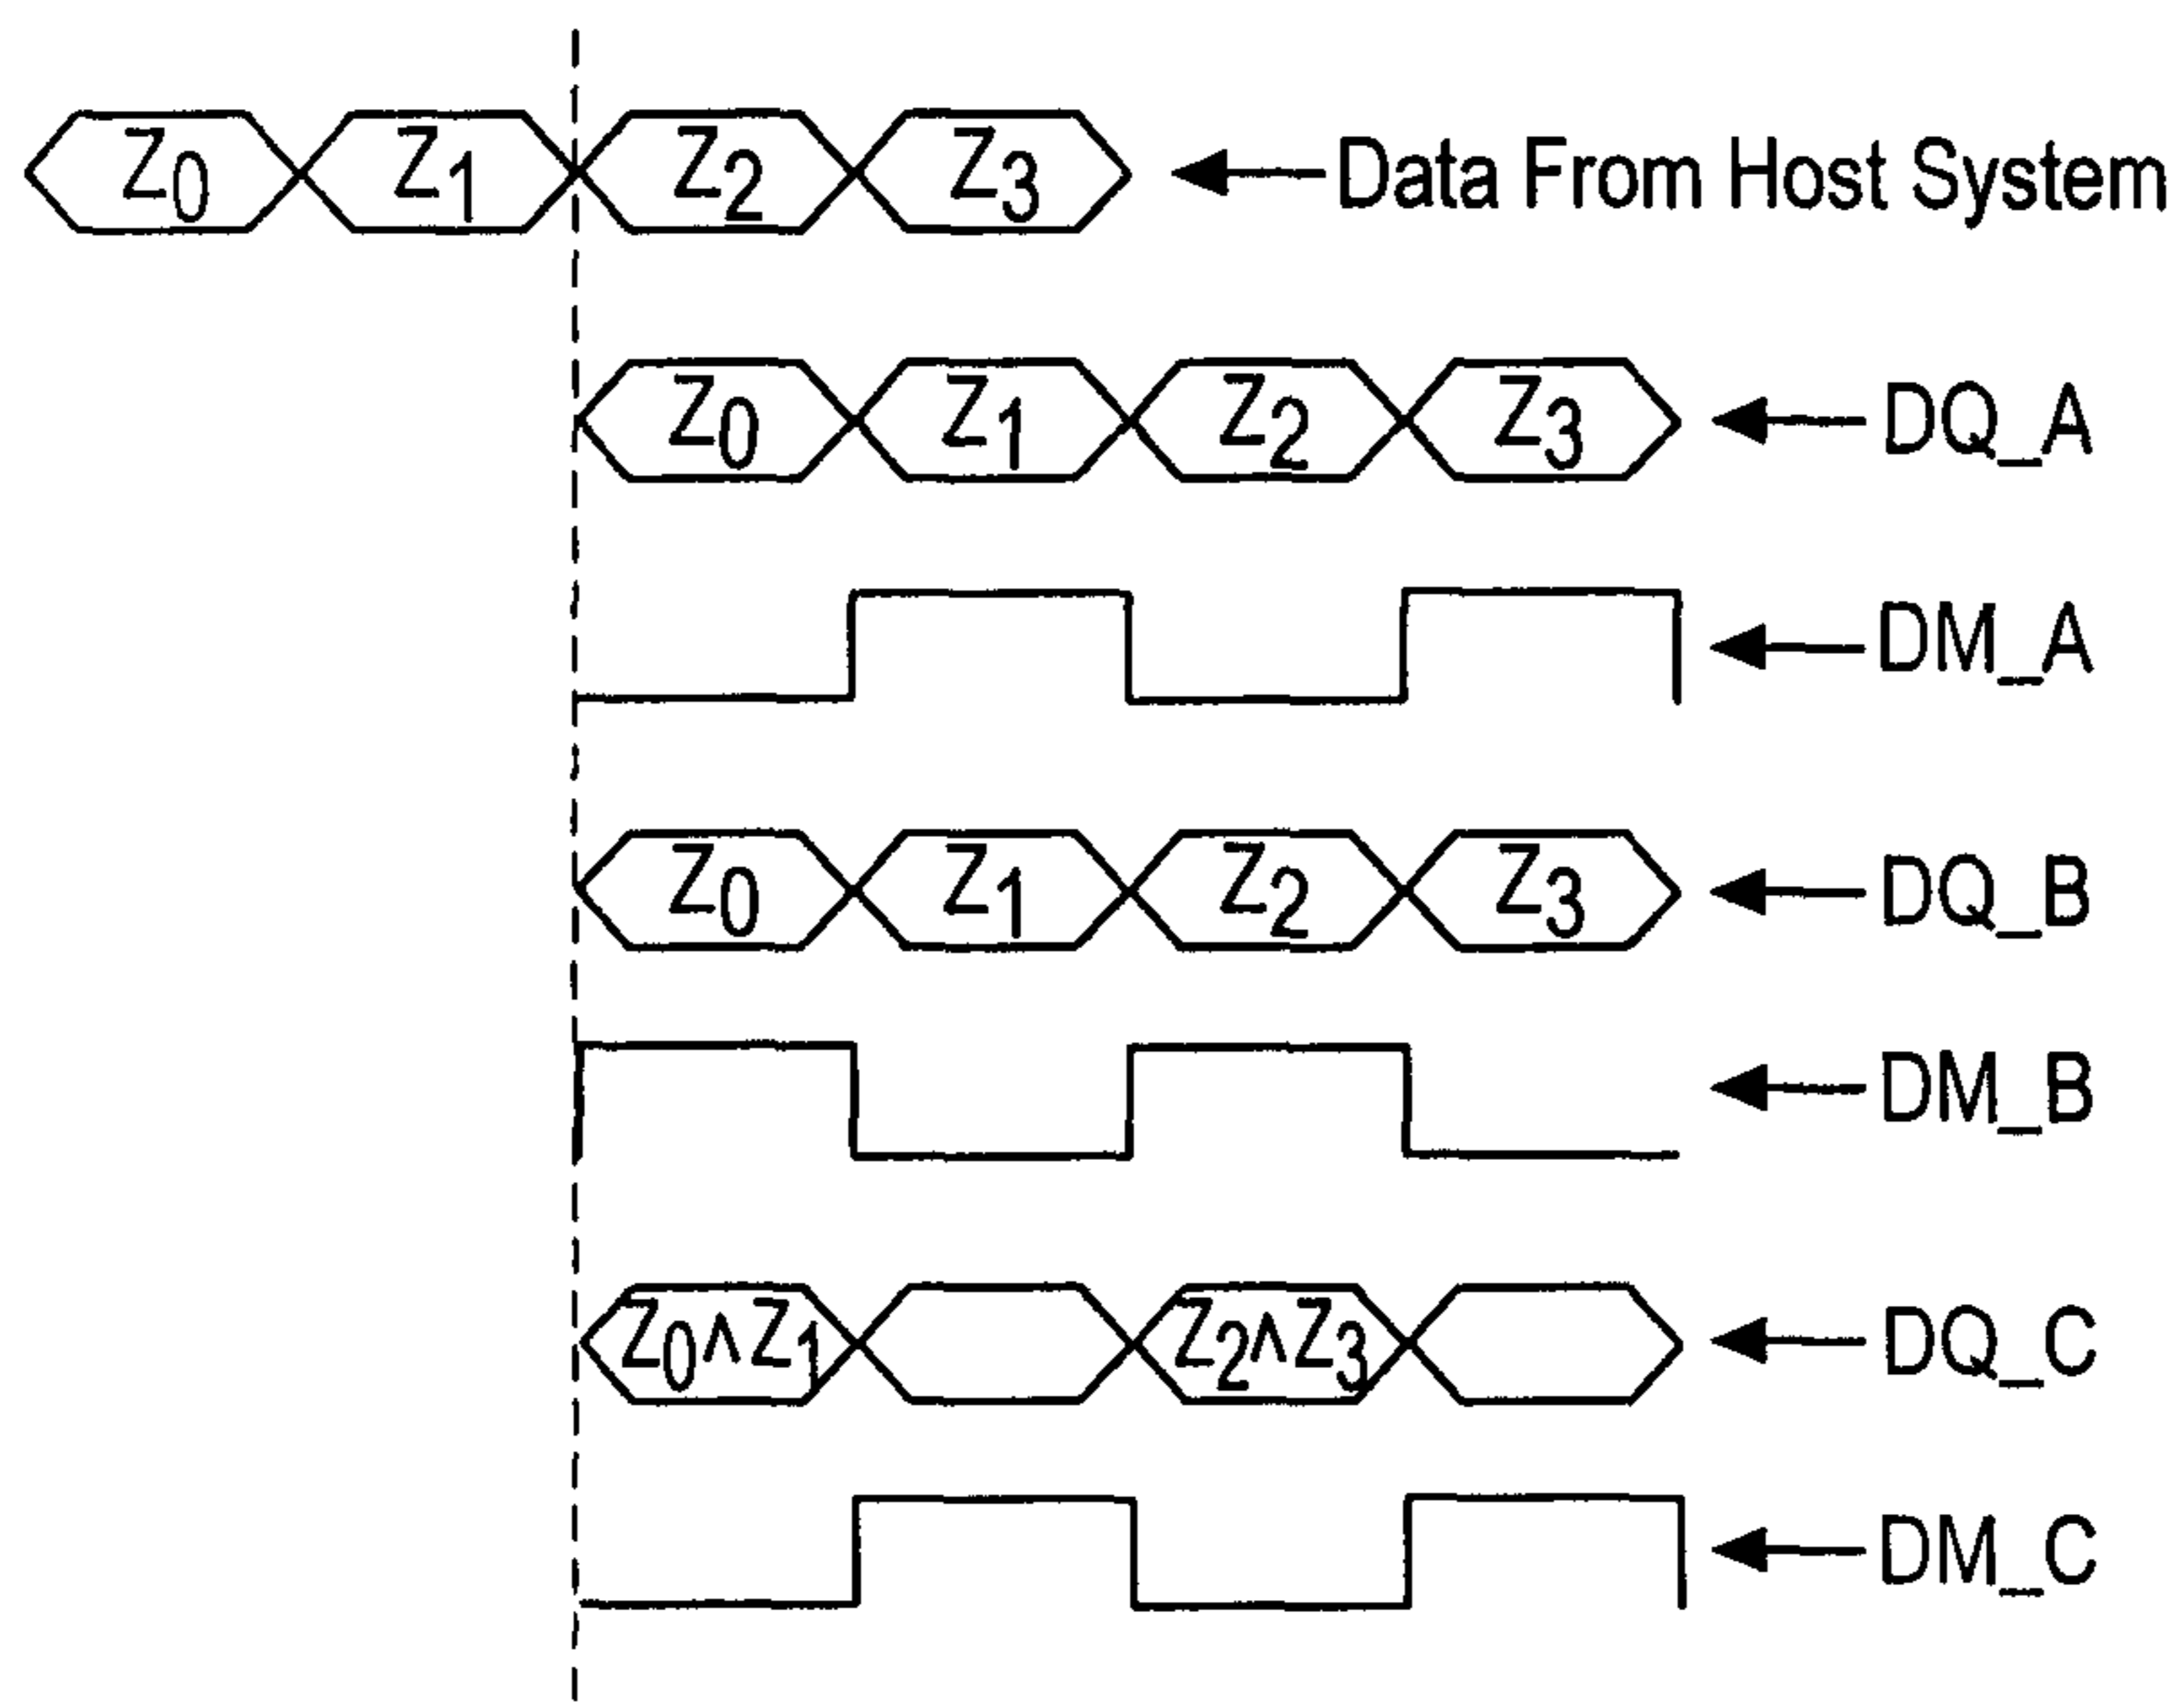 Z0 Z1 Z2 Z3 Data From Host System
Z0 Z1 Z2 Z3 DQ_A
DM_A
Z0 Z1 Z2 Z3 DQ_B
DM_B
Z0^Z1 Z2^Z3 DQ_C
DM_C